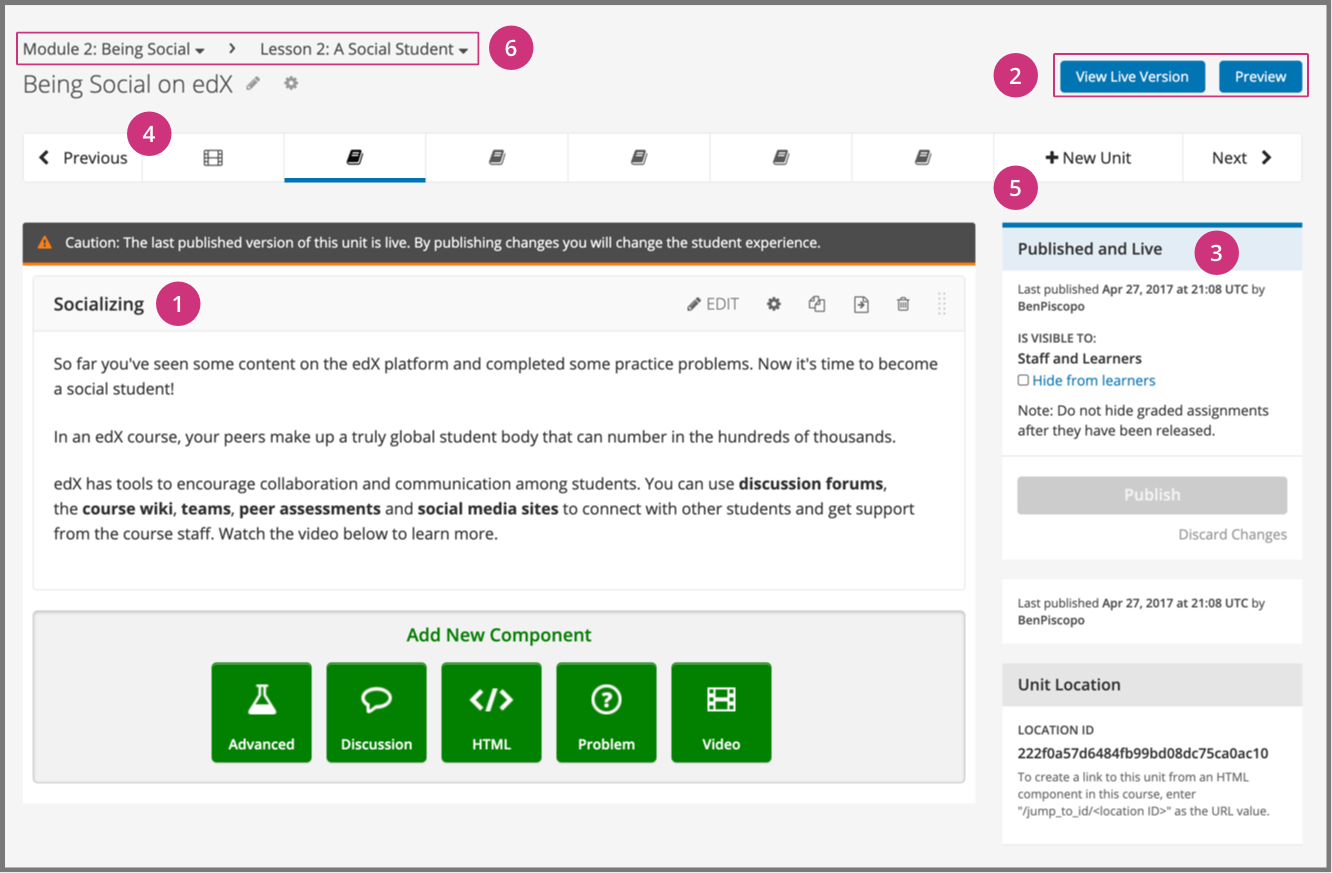 Module 2: Being Social > Lesson 2: A Social Student
6
Being Social on edX
2
View Live Version
Preview
4
Previous
+ New Unit
Next
5
Caution: The last published version of this unit is live. By publishing changes you will change the student experience.
Socializing
1
EDIT
So far you've seen some content on the edX platform and completed some practice problems. Now it's time to become
a social student!
In an edX course, your peers make up a truly global student body that can number in the hundreds of thousands.
edX has tools to encourage collaboration and communication among students. You can use discussion forums,
the course wiki, teams, peer assessments and social media sites to connect with other students and get support
from the course staff. Watch the video below to learn more.
Add New Component
Advanced
Discussion
</>
HTML
?
Problem
Video
Published and Live
3
Last published Apr 27, 2017 at 21:08 UTC by
BenPiscopo
IS VISIBLE TO:
Staff and Learners
Hide from learners
Note: Do not hide graded assignments
after they have been released.
Publish
Discard Changes
Last published Apr 27, 2017 at 21:08 UTC by
BenPiscopo
Unit Location
LOCATION ID
222f0a57d6484fb99bd08dc75ca0ac10
To create a link to this unit from an HTML
component in this course, enter
"/jump_to_id/<location ID>" as the URL value.